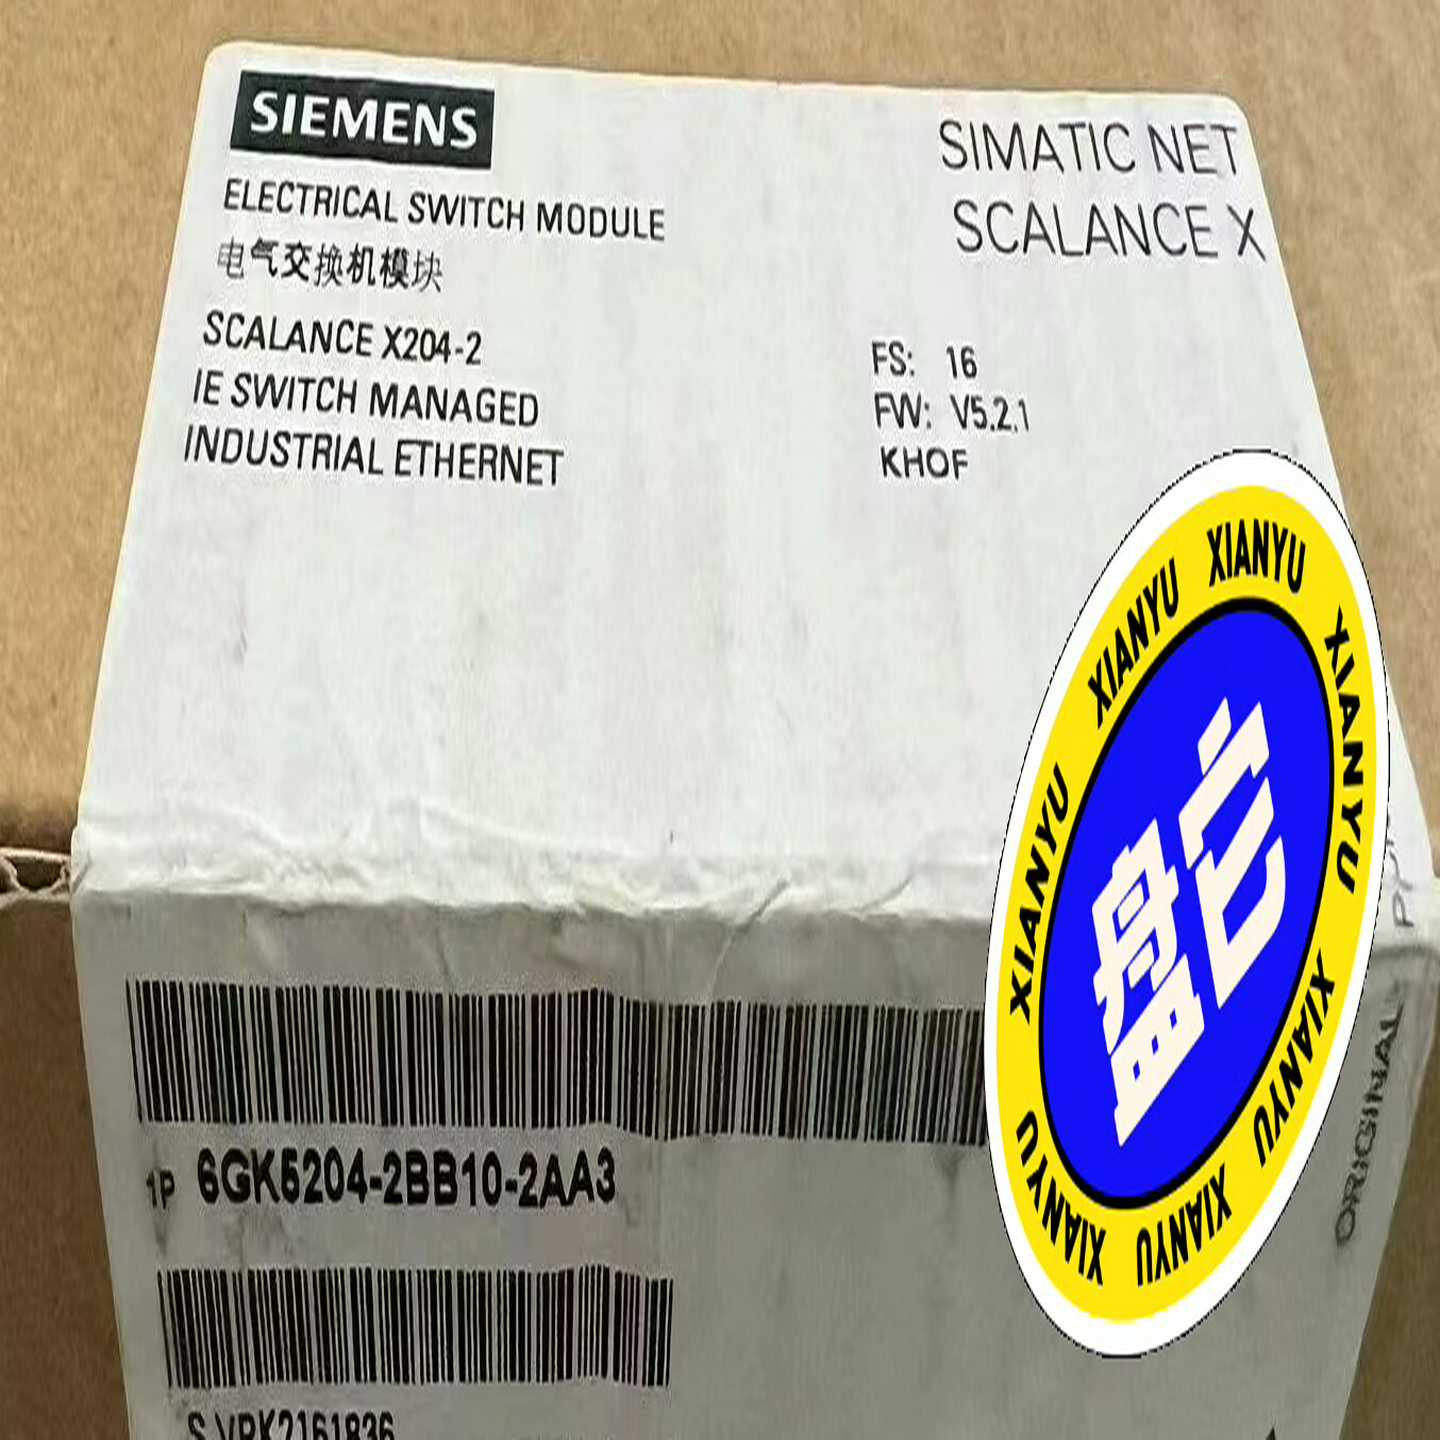 SIEMENS
ELECTRICAL SWITCH MODULE
电气交换机模块
SCALANCE X204-2
IE SWITCH MANAGED
INDUSTRIAL ETHERNET
SIMATIC NET
SCALANCE X
FS: 16
FW: V5.2.1
KHOF
1P 6GK5204-2BB10-2AA3
S VPK2161836
ORIGINAL
XIANYU
XIANYU
XIANYU
XIANYU
XIANYU
XIANYU
XIANYU
XIANYU
盘它